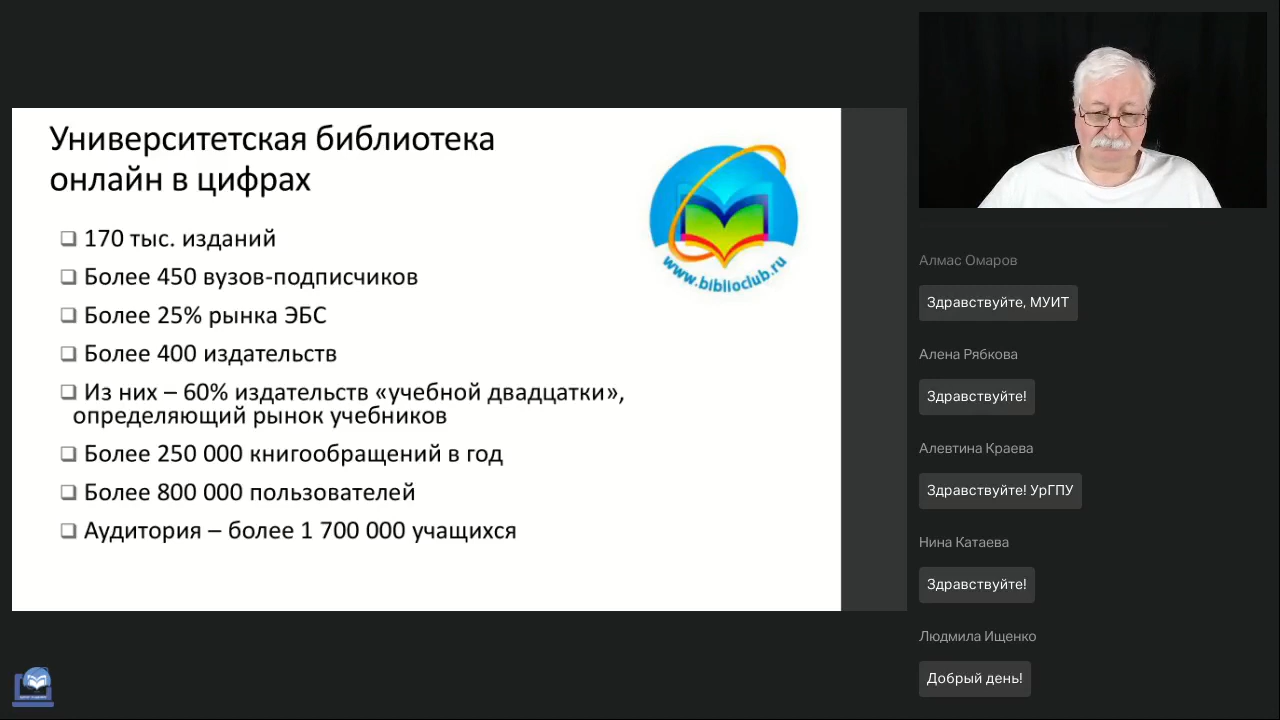 Университетская библиотека
онлайн в цифрах
170 тыс. изданий
Более 450 вузов-подписчиков
Более 25% рынка ЭБС
Более 400 издательств
Из них – 60% издательств «учебной двадцатки»,
определяющий рынок учебников
Более 250 000 книгообращений в год
Более 800 000 пользователей
Аудитория – более 1 700 000 учащихся
www.biblioclub.ru
Алмас Омаров
Здравствуйте, МУИТ
Алена Рябкова
Здравствуйте!
Алевтина Краева
Здравствуйте! УрГПУ
Нина Катаева
Здравствуйте!
Людмила Ищенко
Добрый день!